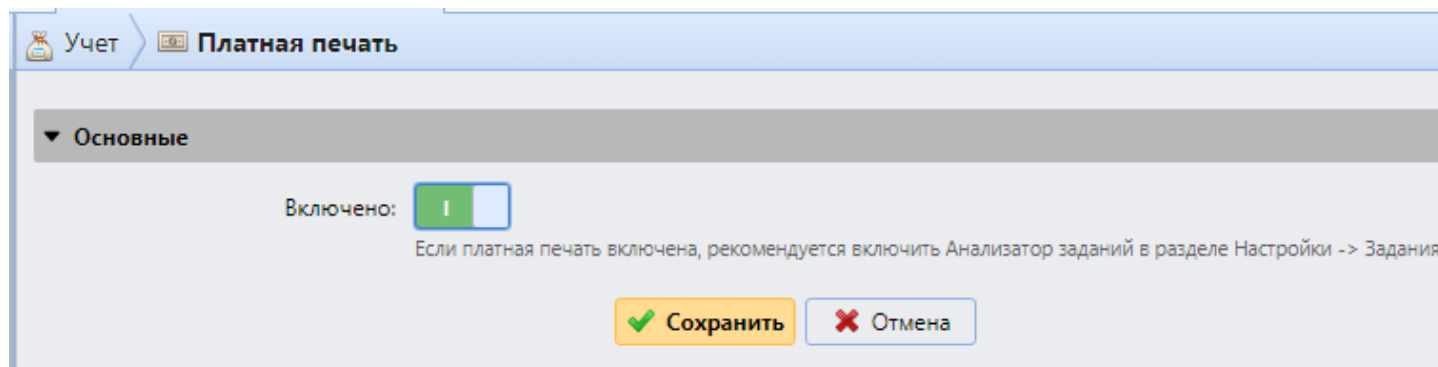 Учет Платная печать
Основные
Включено: I
Если платная печать включена, рекомендуется включить Анализатор заданий в разделе Настройки -> Задания
Сохранить Отмена